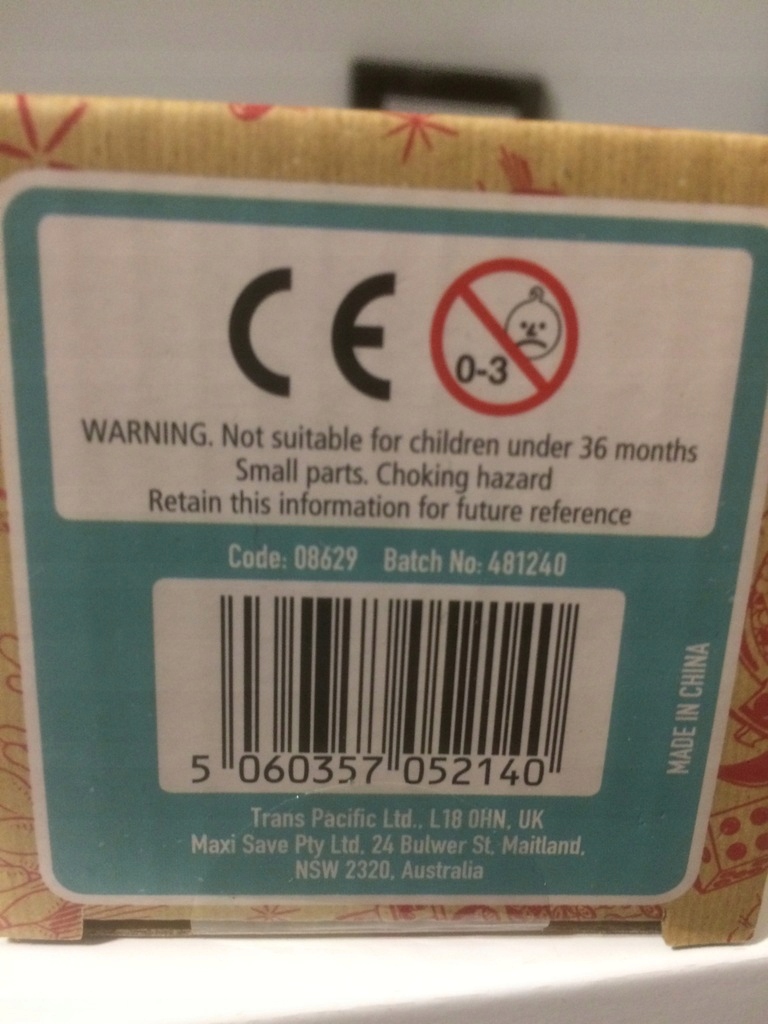 CE
0-3
WARNING. Not suitable for children under 36 months
Small parts. Choking hazard
Retain this information for future reference
Code: 08629 Batch No: 481240
5 060357 052140
MADE IN CHINA
Trans Pacific Ltd., L18 0HN, UK
Maxi Save Pty Ltd, 24 Bulwer St, Maitland,
NSW 2320, Australia